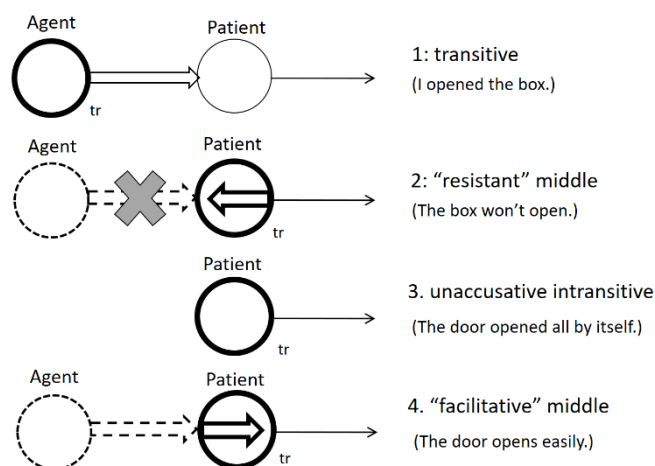 Agent Patient
1: transitive
(I opened the box.)
tr
Agent Patient
2: “resistant” middle
(The box won’t open.)
tr
Patient
3. unaccusative intransitive
(The door opened all by itself.)
tr
Agent Patient
4. “facilitative” middle
(The door opens easily.)
tr